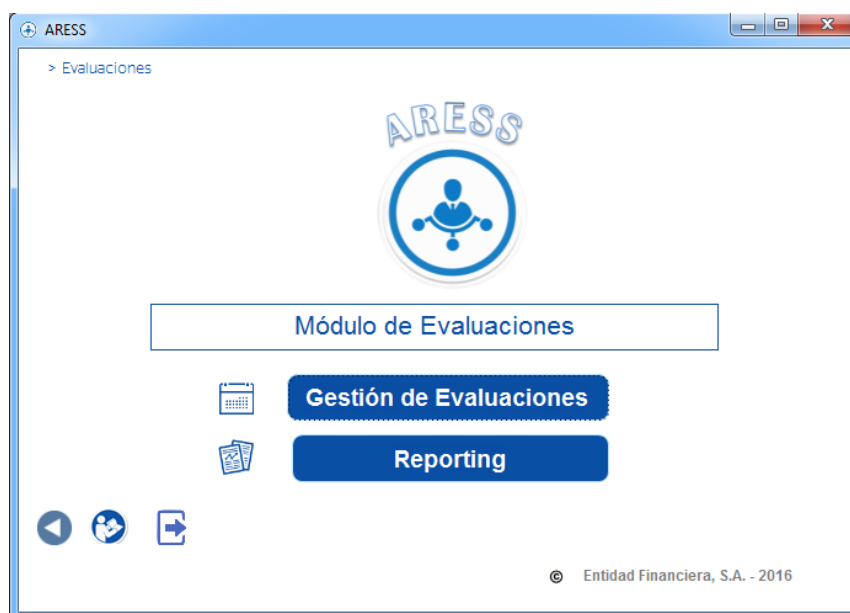 ARESS
> Evaluaciones
ARESS
Módulo de Evaluaciones
Gestión de Evaluaciones
Reporting
© Entidad Financiera, S.A. - 2016